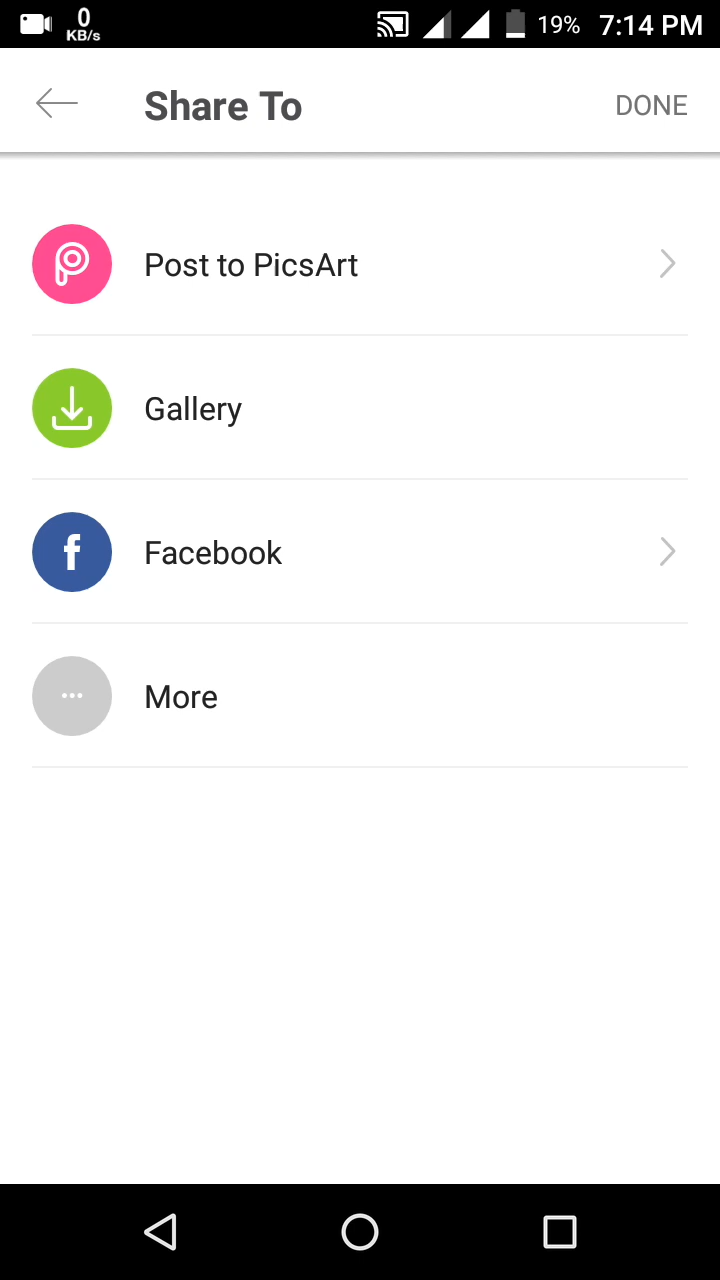 0
KB/s
19%
7:14 PM
Share To
DONE
Post to PicsArt
Gallery
Facebook
More